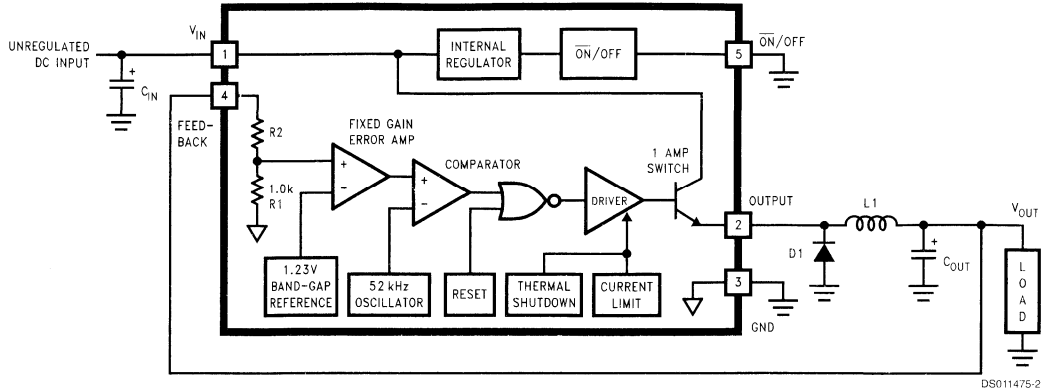 UNREGULATED
DC INPUT
V_IN
C_IN
+
1
4
FEED-
BACK
R2
1.0k
R1
INTERNAL
REGULATOR
O̅N̅/OFF
5
O̅N̅/OFF
FIXED GAIN
ERROR AMP
+
−
COMPARATOR
+
−
DRIVER
1 AMP
SWITCH
OUTPUT
2
3
GND
1.23V
BAND-GAP
REFERENCE
52 kHz
OSCILLATOR
RESET
THERMAL
SHUTDOWN
CURRENT
LIMIT
D1
L1
+
C_OUT
V_OUT
LOAD
DS011475-2